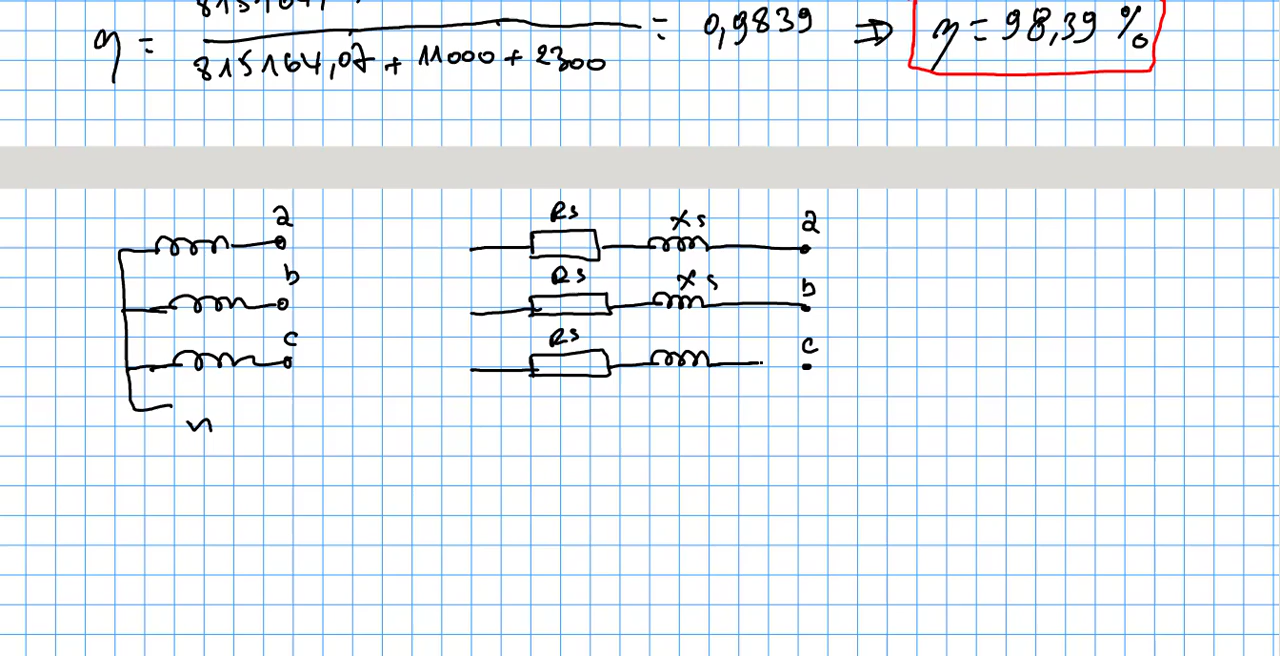 η = 815164,07 + 11000 + 2300 = 0,9839 ⇒ η = 98,39 %
a Rs Xs a
b Rs Xs b
c Rs c
n